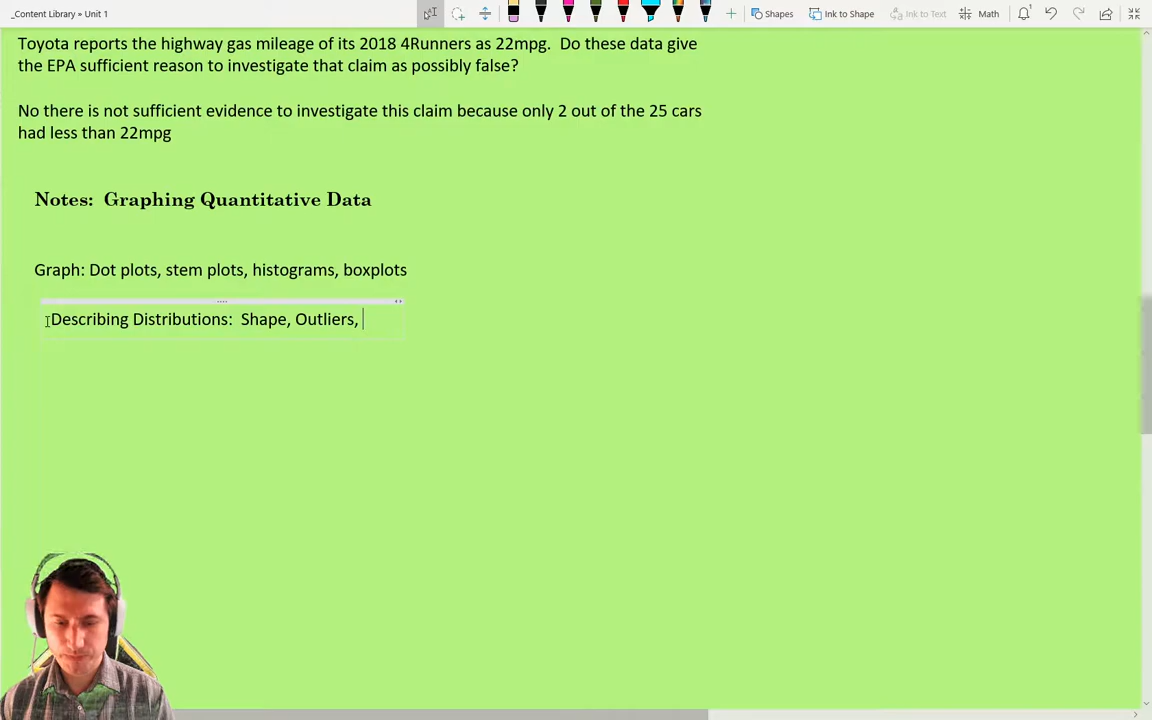 _Content Library » Unit 1
Shapes
Ink to Shape
Ink to Text
Math
Toyota reports the highway gas mileage of its 2018 4Runners as 22mpg.  Do these data give
the EPA sufficient reason to investigate that claim as possibly false?
No there is not sufficient evidence to investigate this claim because only 2 out of the 25 cars
had less than 22mpg
Notes:  Graphing Quantitative Data
Graph: Dot plots, stem plots, histograms, boxplots
Describing Distributions:  Shape, Outliers,